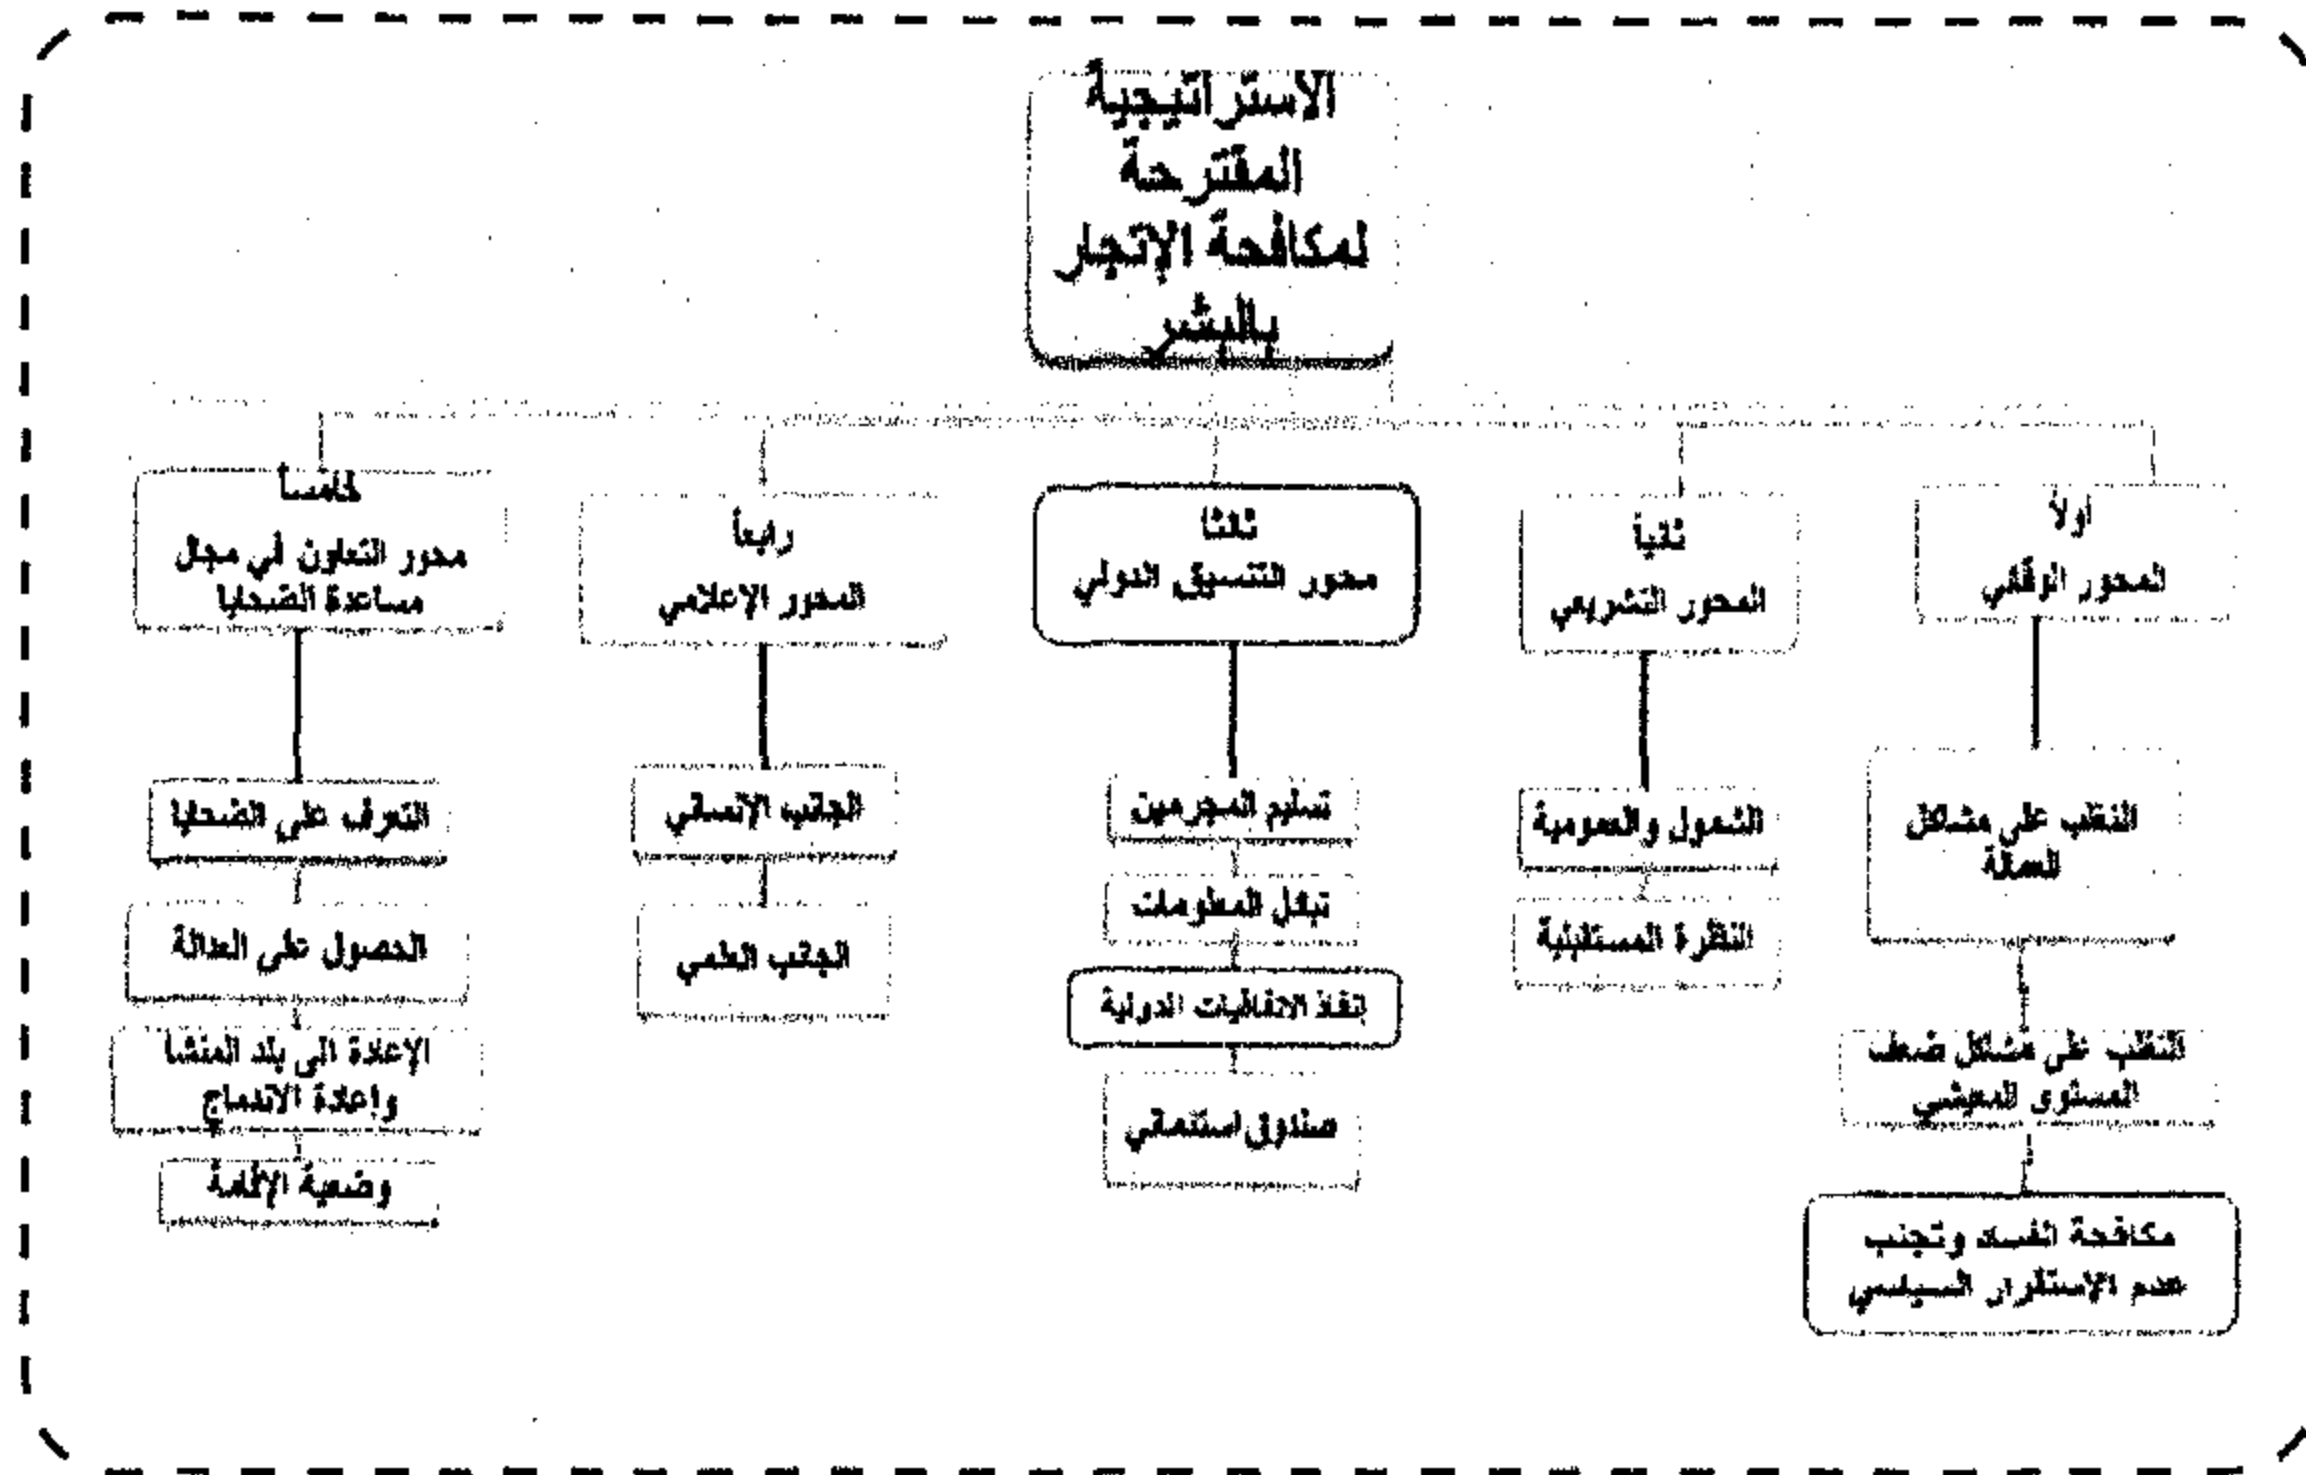 الاستراتيجية
المقترحة
لمكافحة الإتجار
بالبشر
أولاً
المحور الوقائي
التغلب على مشاكل
العمالة
التغلب على مشاكل ضعف
المستوى المعيشي
مكافحة الفساد وتجنب
عدم الإستقرار السياسي
ثانياً
المحور التشريعي
الشمول والعمومية
النظرة المستقبلية
ثالثا
محور التنسيق الدولي
تسليم المجرمين
تبادل المعلومات
إنفاذ الاتفاقيات الدولية
صندوق استئماني
رابعاً
المحور الإعلامي
الجانب الإنساني
الجانب العلمي
خامساً
محور التعاون في مجال
مساعدة الضحايا
التعرف على الضحايا
الحصول على العدالة
الإعادة الى بلد المنشأ
وإعادة الاندماج
وضعية الإقامة